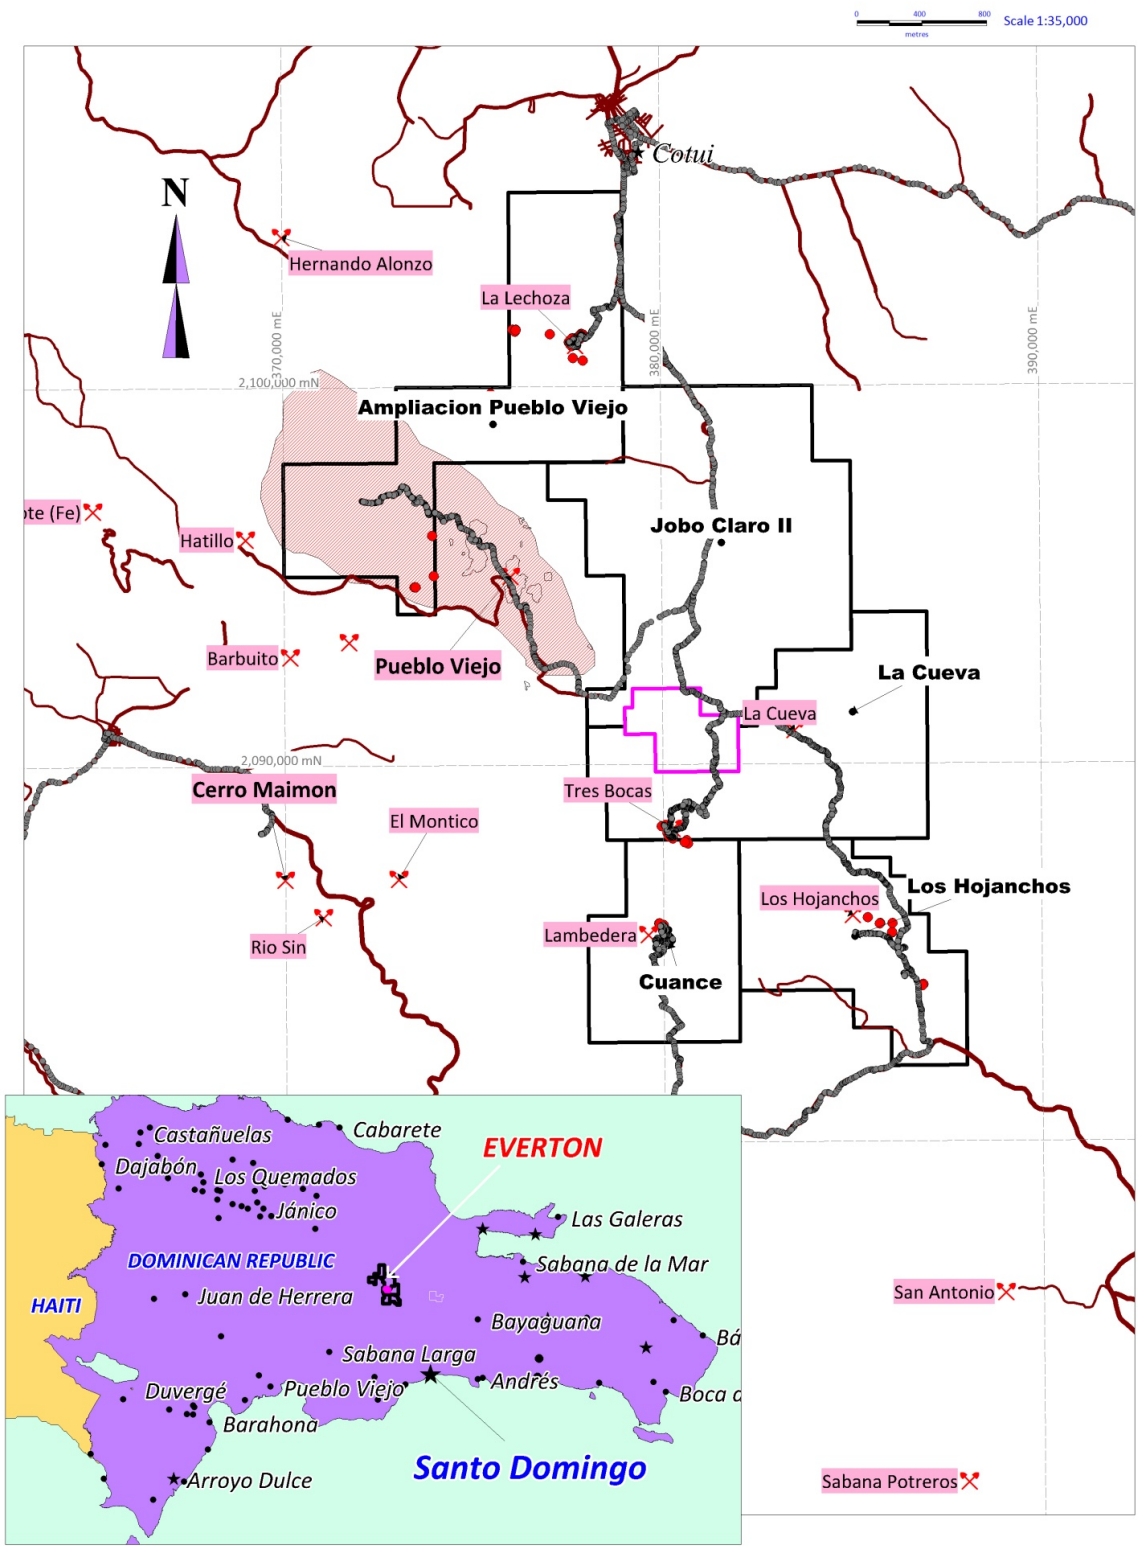 0 400 800
Scale 1:35,000
metres
Cotui
N
Hernando Alonzo
La Lechoza
370,000 mE
380,000 mE
390,000 mE
2,100,000 mN
Ampliacion Pueblo Viejo
ote (Fe)
Hatillo
Jobo Claro II
Barbuito
Pueblo Viejo
La Cueva
La Cueva
2,090,000 mN
Cerro Maimon
Tres Bocas
El Montico
Los Hojanchos
Los Hojanchos
Lambedera
Rio Sin
Cuance
Castañuelas
Cabarete
EVERTON
Dajabón
Los Quemados
Jánico
Las Galeras
DOMINICAN REPUBLIC
Sabana de la Mar
HAITI
Juan de Herrera
San Antonio
Bayaguana
Bá
Sabana Larga
Duvergé
Pueblo Viejo
Andrés
Boca d
Barahona
Santo Domingo
Arroyo Dulce
Sabana Potreros